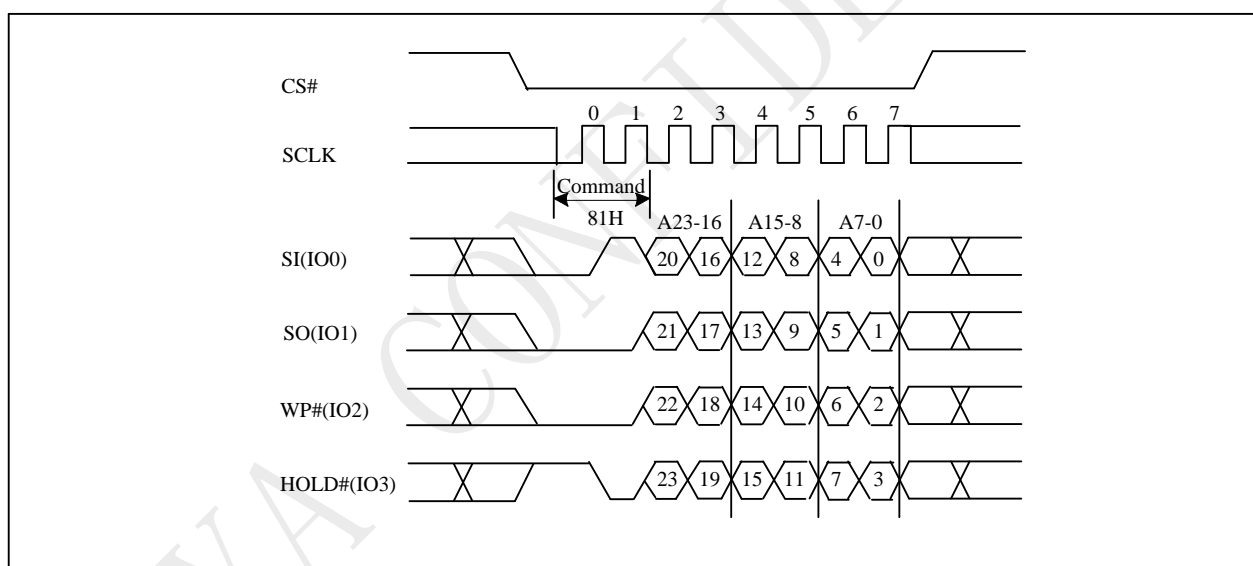 CS#
0 1 2 3 4 5 6 7
SCLK
Command
81H
A23-16 A15-8 A7-0
SI(IO0) 20 16 12 8 4 0
SO(IO1) 21 17 13 9 5 1
WP#(IO2) 22 18 14 10 6 2
HOLD#(IO3) 23 19 15 11 7 3